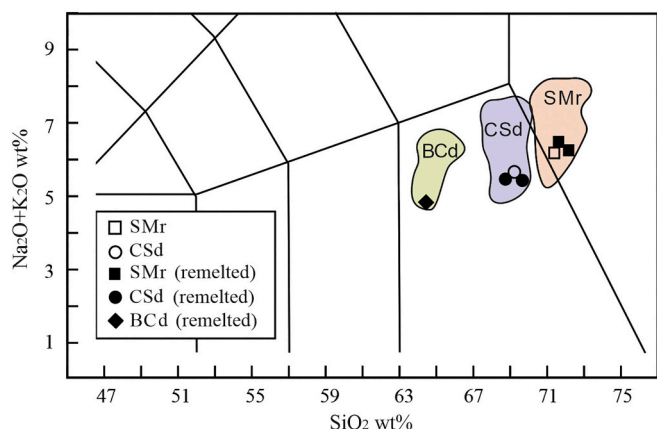 Na₂O+K₂O wt%
9
7
5
3
1
BCd
CSd
SMr
SMr
CSd
SMr (remelted)
CSd (remelted)
BCd (remelted)
47 51 55 59 63 67 71 75
SiO₂ wt%